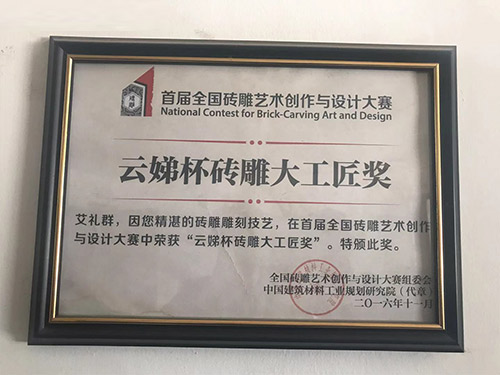 首届全国砖雕艺术创作与设计大赛
National Contest for Brick-Carving Art and Design
云娣杯砖雕大工匠奖
艾礼群，因您精湛的砖雕雕刻技艺，在首届全国砖雕艺术创作
与设计大赛中荣获“云娣杯砖雕大工匠奖”。特颁此奖。
全国砖雕艺术创作与设计大赛组委会
中国建筑材料工业规划研究院（代章）
二〇一六年十一月